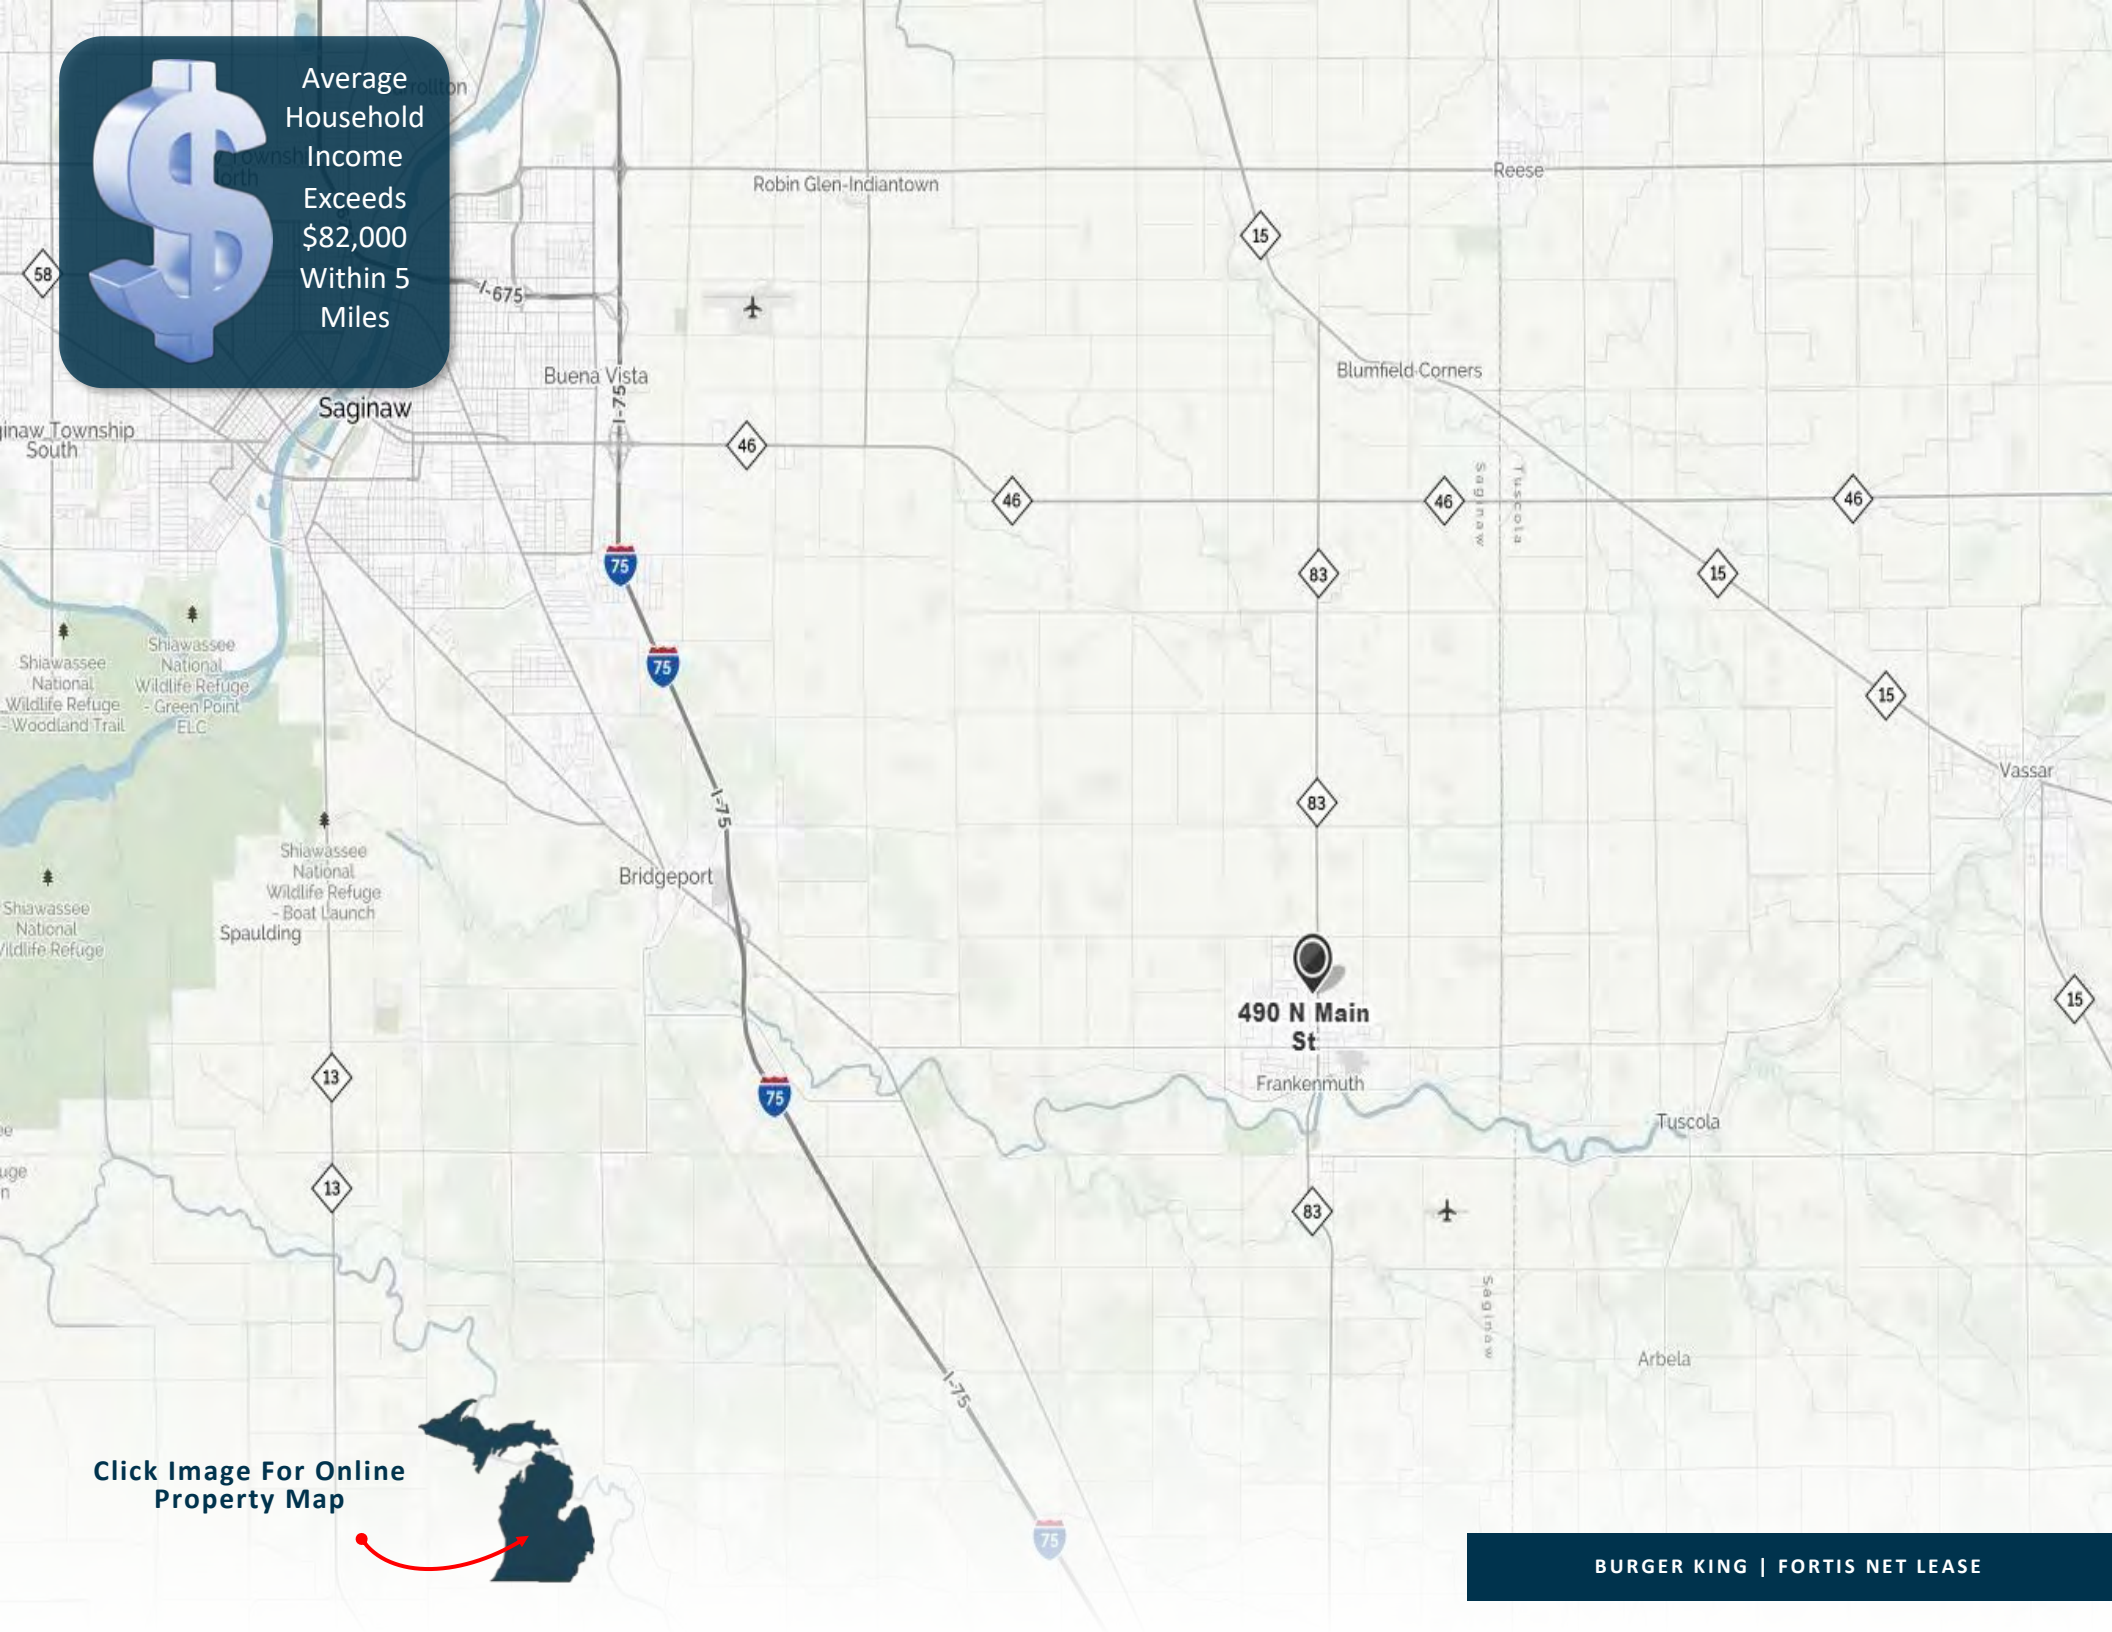 Average
Household
Income
Exceeds
$82,000
Within 5
Miles
Robin Glen-Indiantown
Reese
15
58
I-675
Buena Vista
I-75
Blumfield Corners
Saginaw
ginaw Township
South
46
46
46
46
Saginaw
Tuscola
75
83
15
75
Shiawassee
National
Wildlife Refuge
- Woodland Trail
Shiawassee
National
Wildlife Refuge
- Green Point
ELC
15
Vassar
I-75
83
Shiawassee
National
Wildlife Refuge
- Boat Launch
Bridgeport
Shiawassee
National
Wildlife Refuge
Spaulding
490 N Main
St
15
Frankenmuth
13
75
Tuscola
13
83
Saginaw
Arbela
I-75
75
Click Image For Online
Property Map
BURGER KING | FORTIS NET LEASE